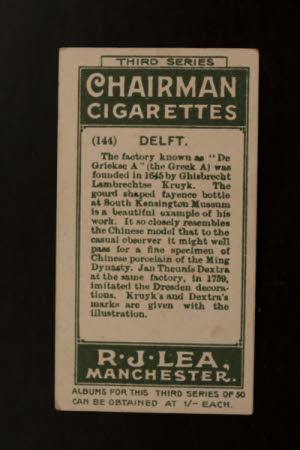 THIRD SERIES
CHAIRMAN
CIGARETTES
(144) DELFT.
The factory known as "De
Griekse A" (the Greek A) was
founded in 1645 by Ghisbrecht
Lambrechtse Kruyk. The
gourd shaped fayence bottle
at South Kensington Museum
is a beautiful example of his
work. It so closely resembles
the Chinese model that to the
casual observer it might well
pass for a fine specimen of
Chinese porcelain of the Ming
Dynasty. Jan Theunis Dextra
at the same factory, in 1759,
imitated the Dresden decora-
tions. Kruyk's and Dextra's
marks are given with the
illustration.
R·J·LEA,
MANCHESTER.
ALBUMS FOR THIS THIRD SERIES OF 50
CAN BE OBTAINED AT 1/- EACH.